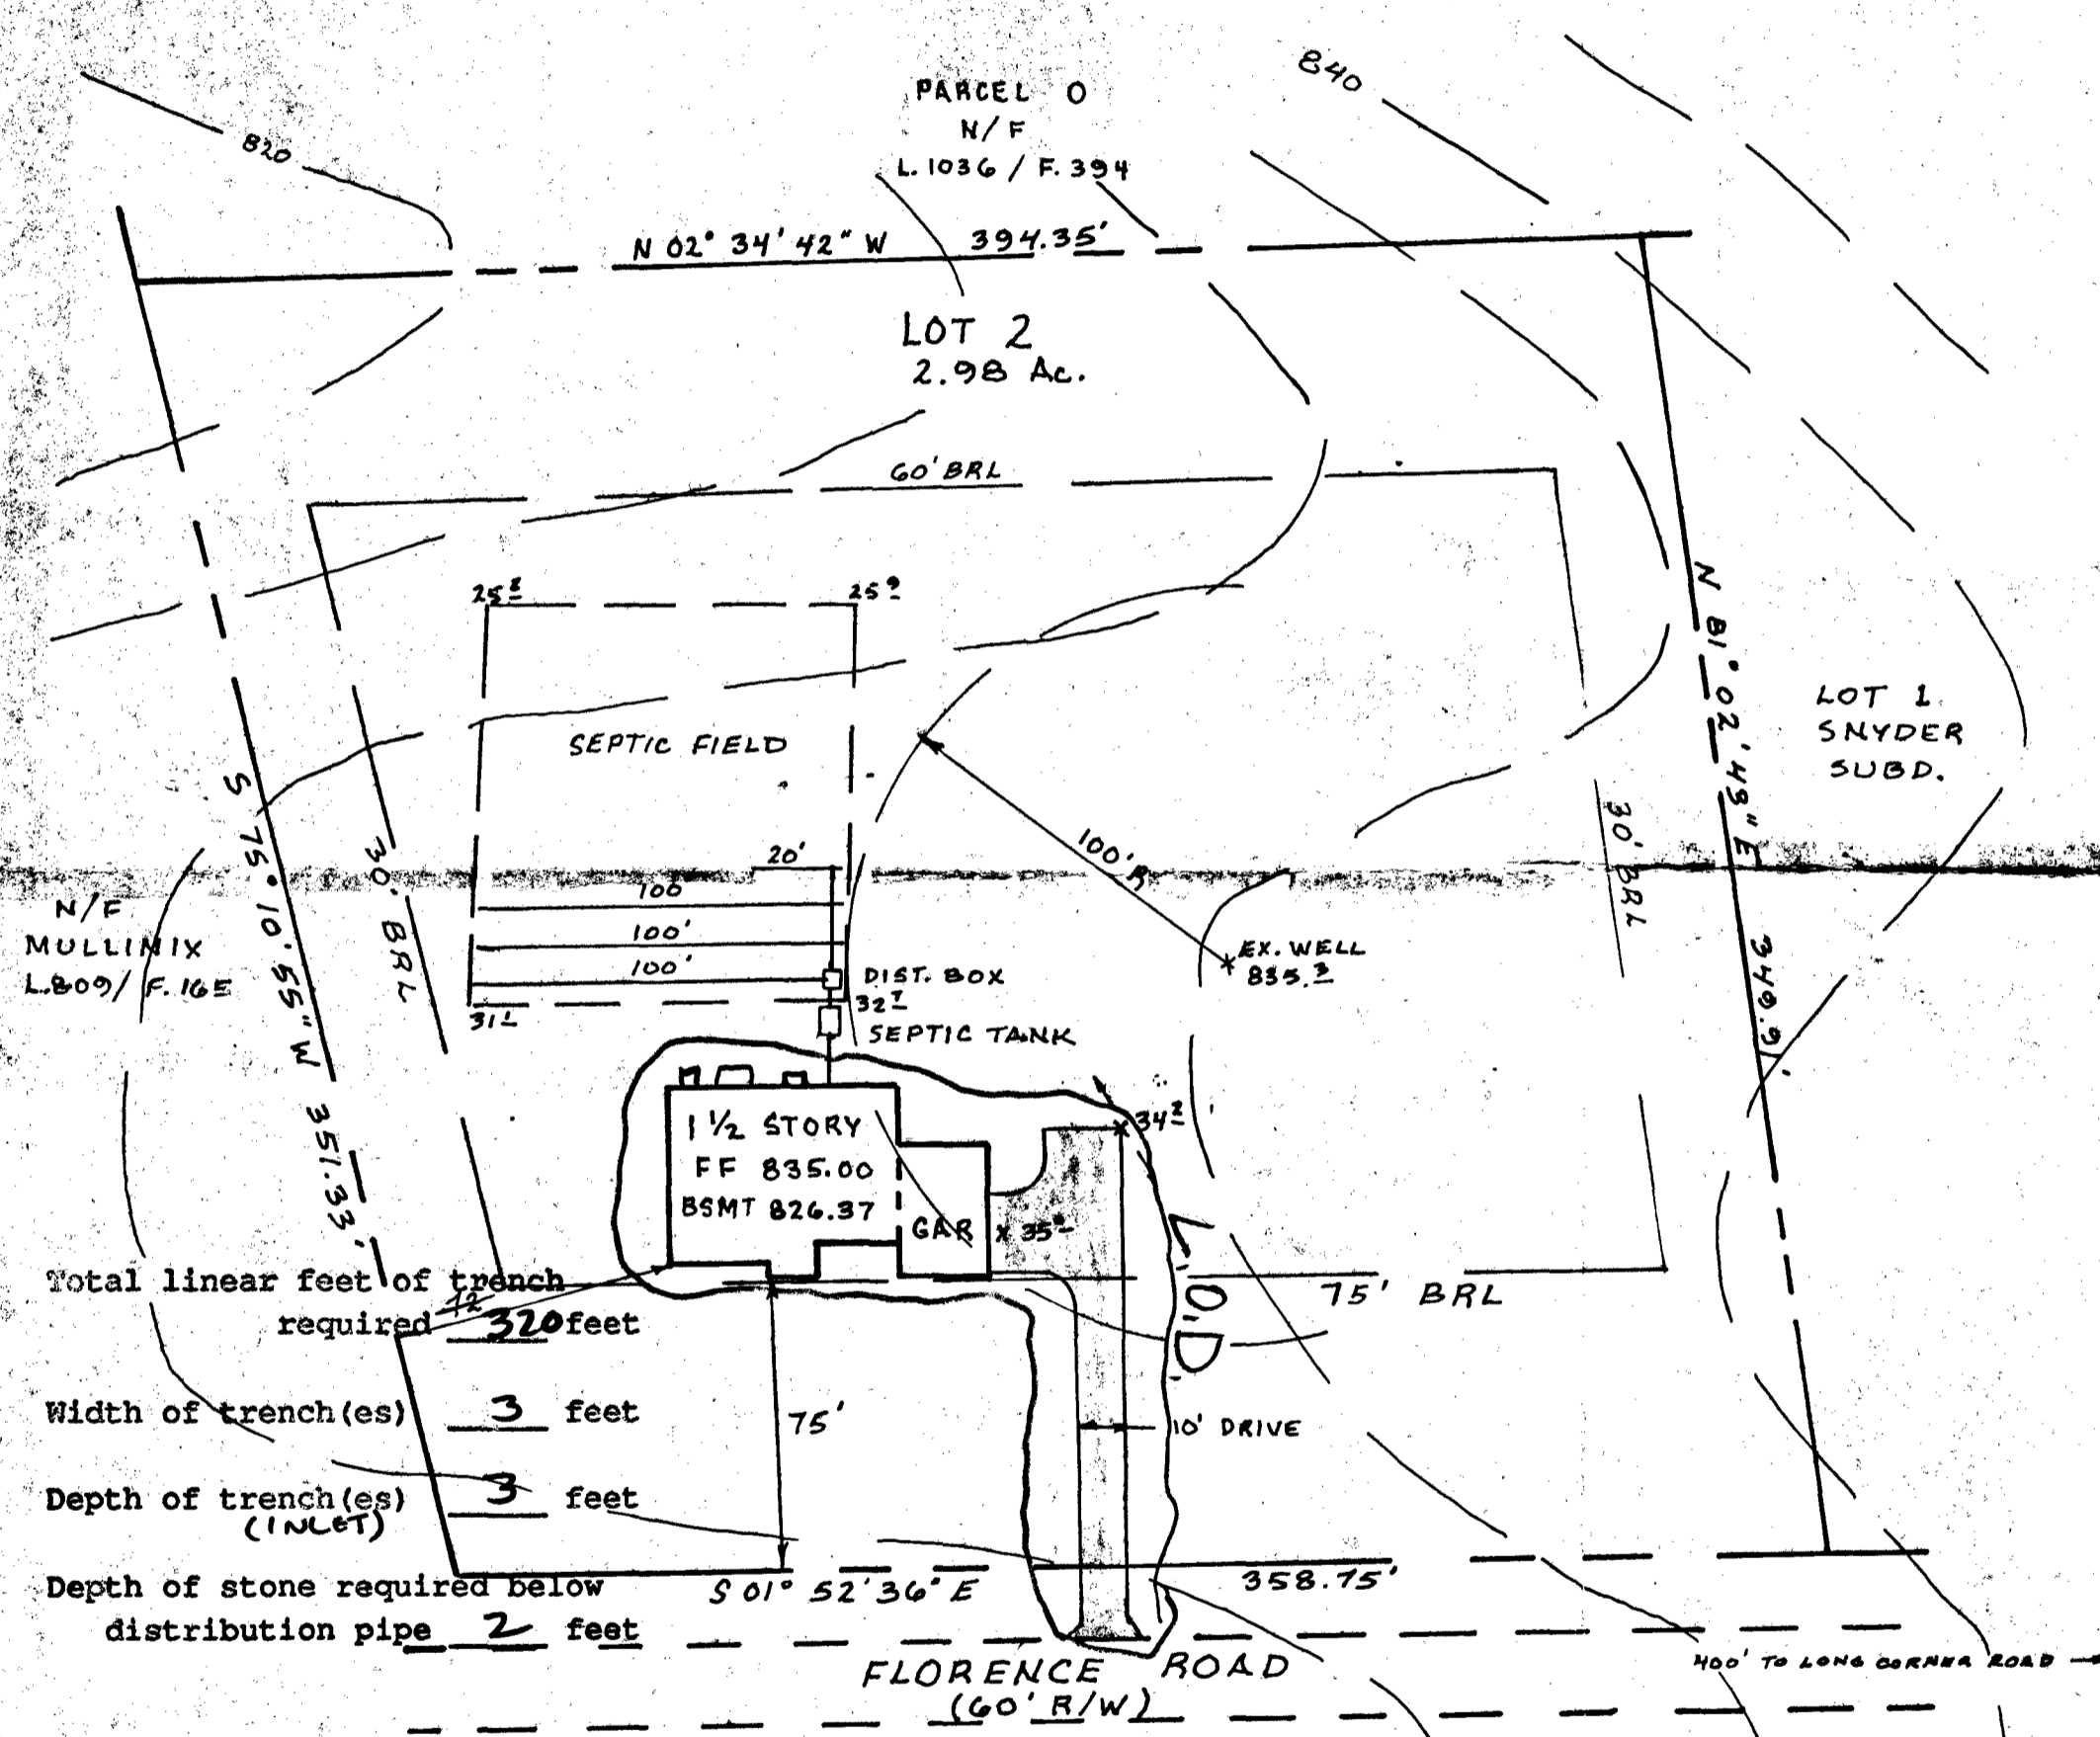 840
PARCEL O
N/F
L. 1036 / F. 394
820
N 02° 34' 42" W 394.35'
LOT 2
2.98 Ac.
60' BRL
25
25
SEPTIC FIELD
N 81° 02' 43" E 349.91'
LOT 1
SNYDER
SUBD.
S 75° 10' 55" W 351.33'
30' BRL
20'
100'R
30' BRL
100
100'
100'
N/F
MULLINIX
L.809/
EX. WELL
835.
DIST. BOX
32
31
SEPTIC TANK
1 1/2 STORY
FF 835.00
BSMT 826.37
GAR
x 35
34
L.O.D.
75' BRL
Total linear feet of trench
required 320 feet
Width of trench(es) 3 feet
75'
10' DRIVE
Depth of trench(es) 3 feet
(INLET)
Depth of stone required below
distribution pipe 2 feet
S 01° 52' 36" E 358.75'
FLORENCE ROAD
(60' R/W)
400' TO LONG CORNER ROAD